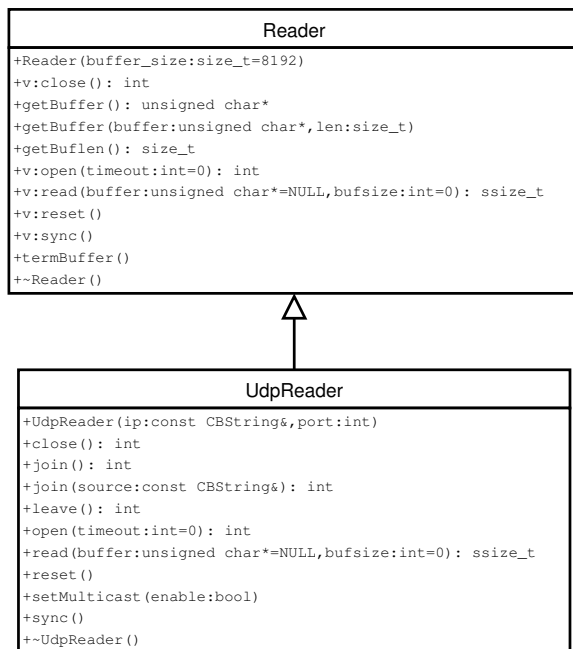 Reader
+Reader(buffer_size:size_t=8192)
+v:close(): int
+getBuffer(): unsigned char*
+getBuffer(buffer:unsigned char*,len:size_t)
+getBuflen(): size_t
+v:open(timeout:int=0): int
+v:read(buffer:unsigned char*=NULL,bufsize:int=0): ssize_t
+v:reset()
+v:sync()
+termBuffer()
+~Reader()
UdpReader
+UdpReader(ip:const CBString&,port:int)
+close(): int
+join(): int
+join(source:const CBString&): int
+leave(): int
+open(timeout:int=0): int
+read(buffer:unsigned char*=NULL,bufsize:int=0): ssize_t
+reset()
+setMulticast(enable:bool)
+sync()
+~UdpReader()